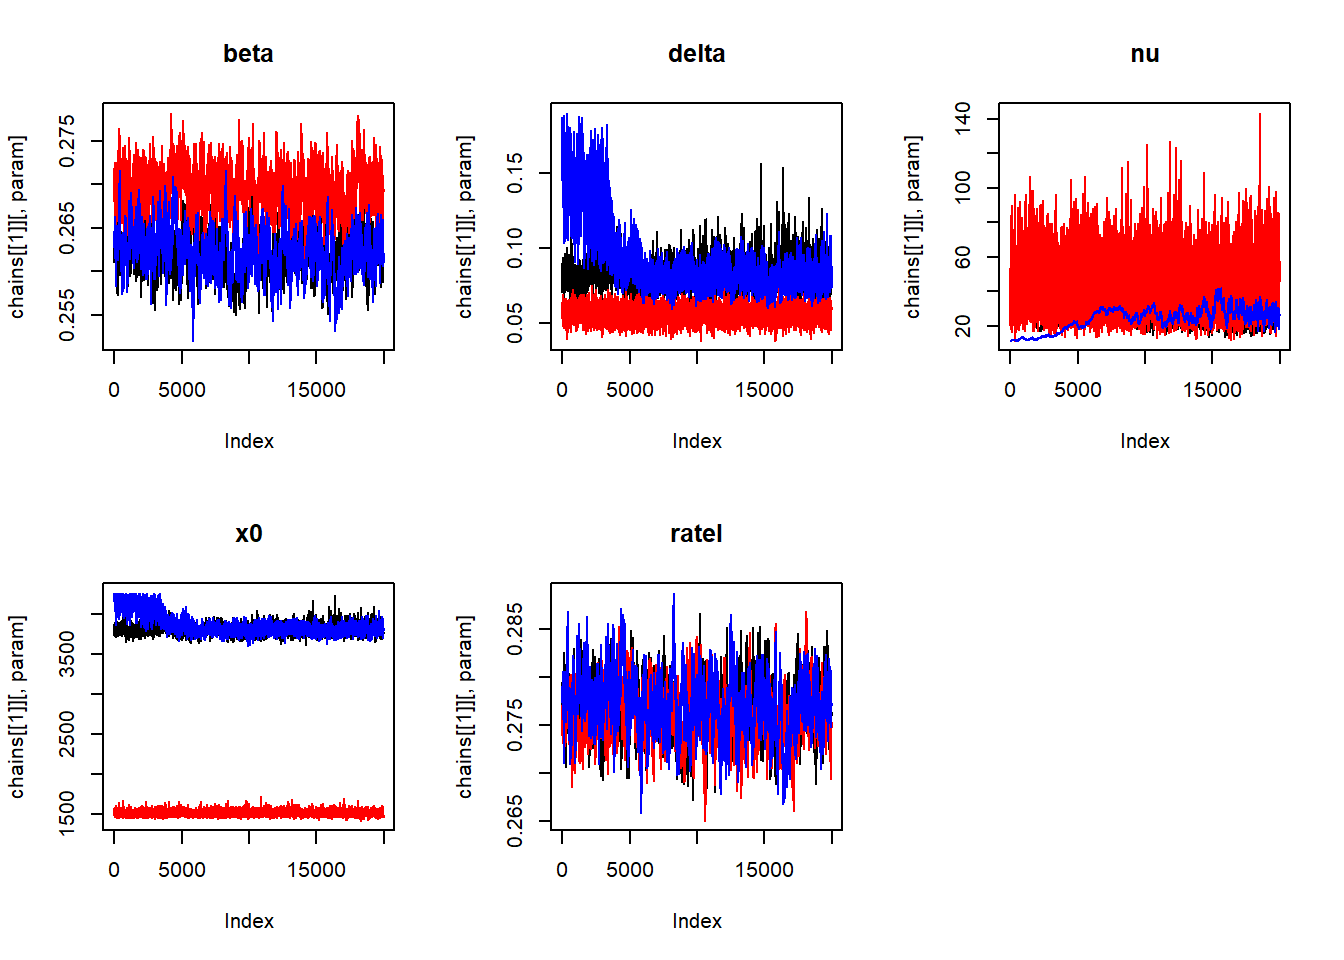 beta
chains[[1]][, param]
0.255
0.265
0.275
0
5000
15000
Index
delta
chains[[1]][, param]
0.05
0.10
0.15
0
5000
15000
Index
nu
chains[[1]][, param]
20
60
100
140
0
5000
15000
Index
x0
chains[[1]][, param]
1500
2500
3500
0
5000
15000
Index
ratel
chains[[1]][, param]
0.265
0.275
0.285
0
5000
15000
Index